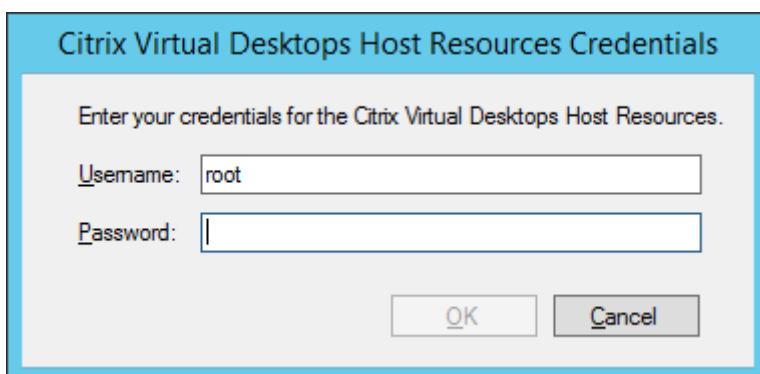 Citrix Virtual Desktops Host Resources Credentials
Enter your credentials for the Citrix Virtual Desktops Host Resources.
Username: root
Password:
OK Cancel